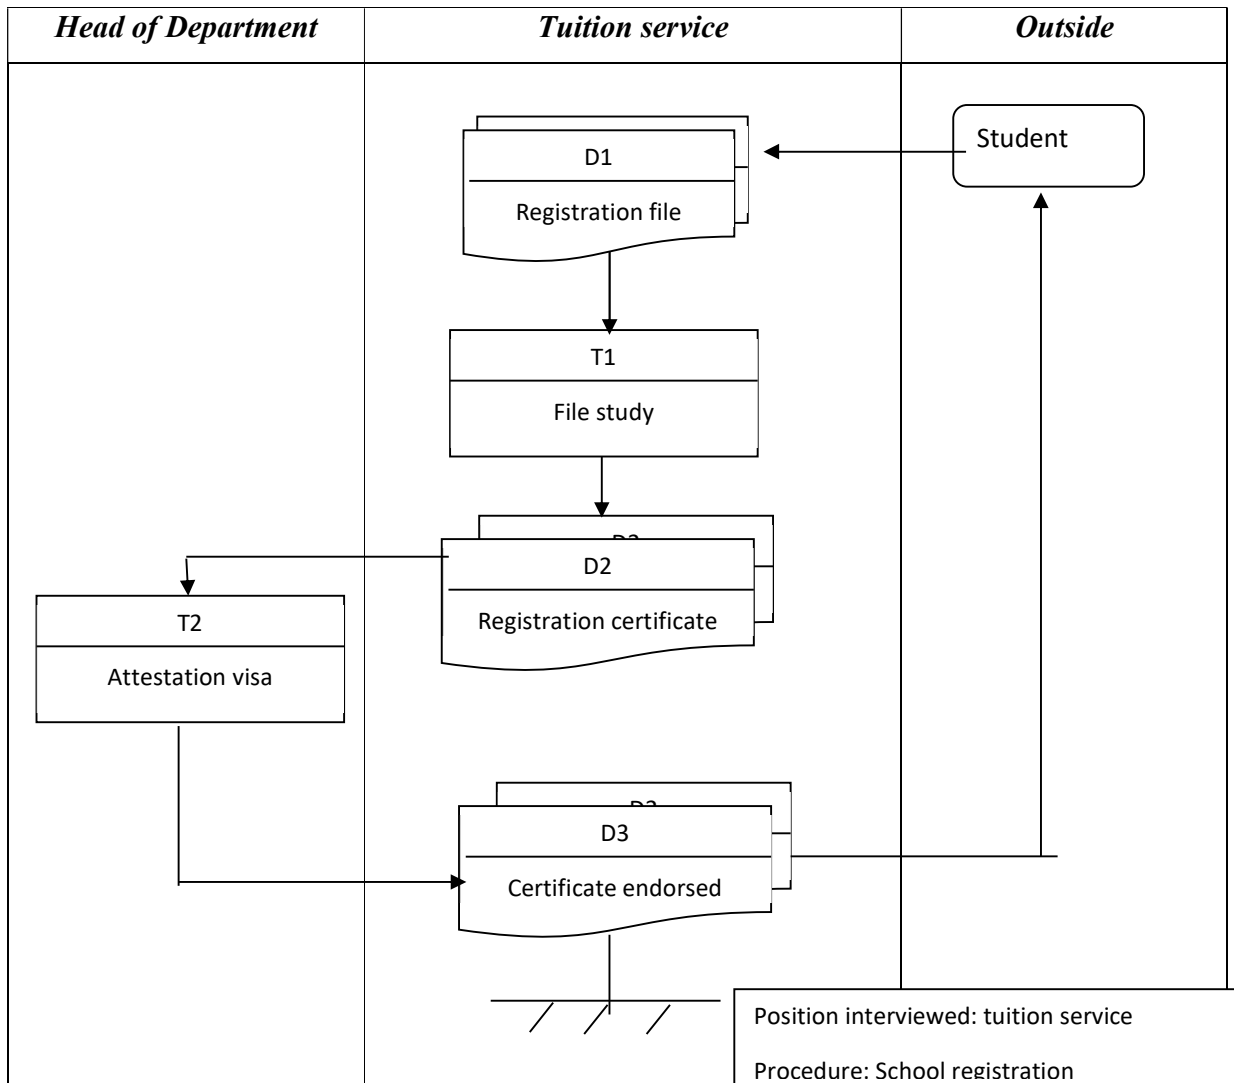 Head of Department
Tuition service
Outside
Student
D1
Registration file
T1
File study
D2
Registration certificate
T2
Attestation visa
D3
Certificate endorsed
Position interviewed: tuition service
Procedure: School registration